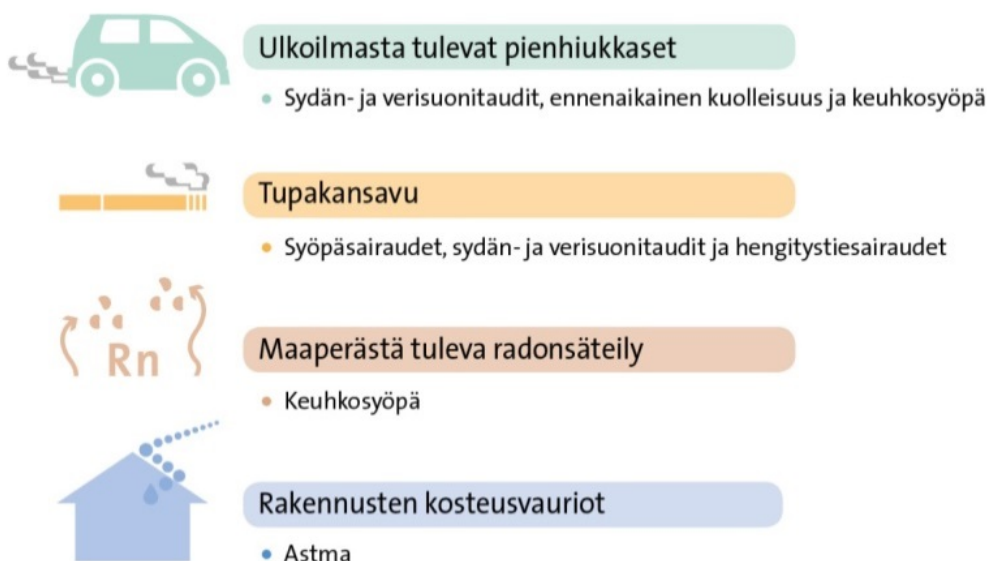 Ulkoilmasta tulevat pienhiukkaset
• Sydän- ja verisuonitaudit, ennenaikainen kuolleisuus ja keuhkosyöpä
Tupakansavu
• Syöpäsairaudet, sydän- ja verisuonitaudit ja hengitystiesairaudet
Rn
Maaperästä tuleva radonsäteily
• Keuhkosyöpä
Rakennusten kosteusvauriot
• Astma